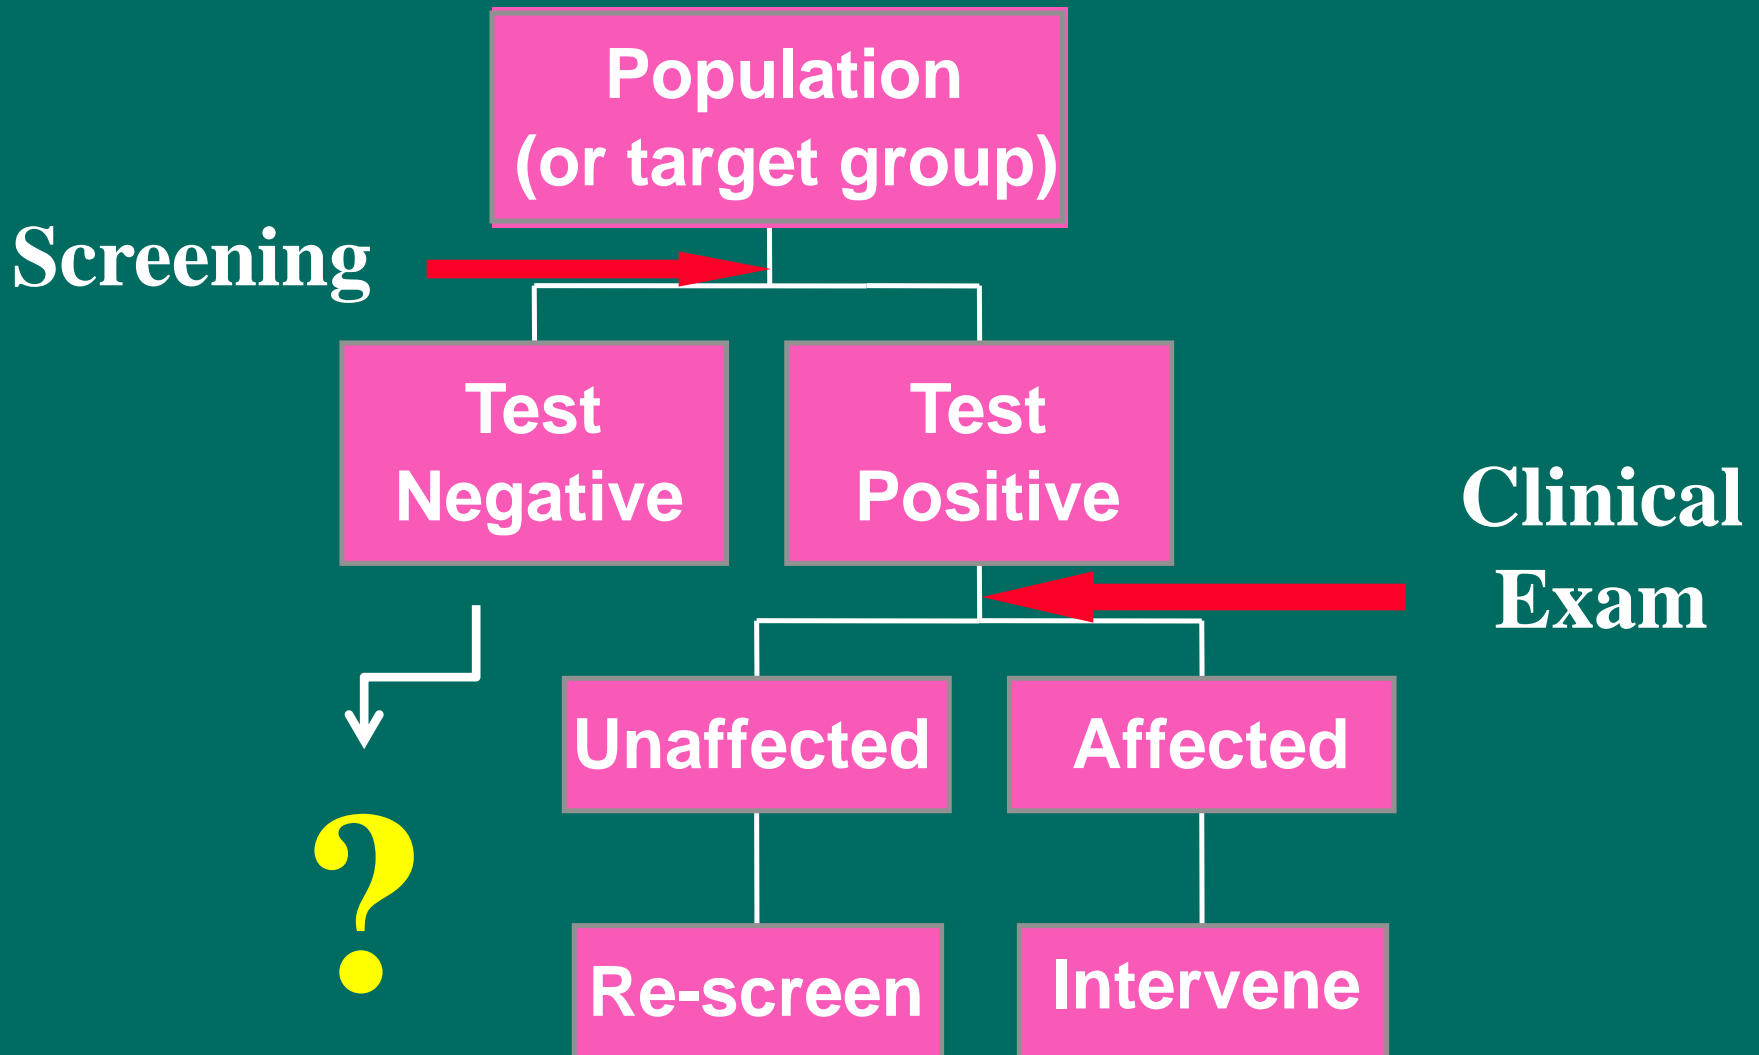 Population
(or target group)
Screening
Test
Negative
Test
Positive
Clinical
Exam
Unaffected
Affected
?
Re-screen
Intervene